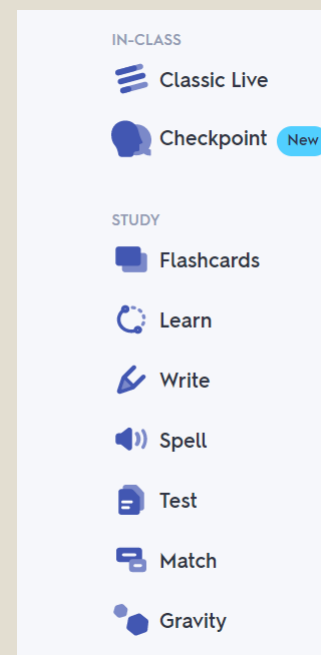 IN-CLASS
Classic Live
Checkpoint New
STUDY
Flashcards
Learn
Write
Spell
Test
Match
Gravity